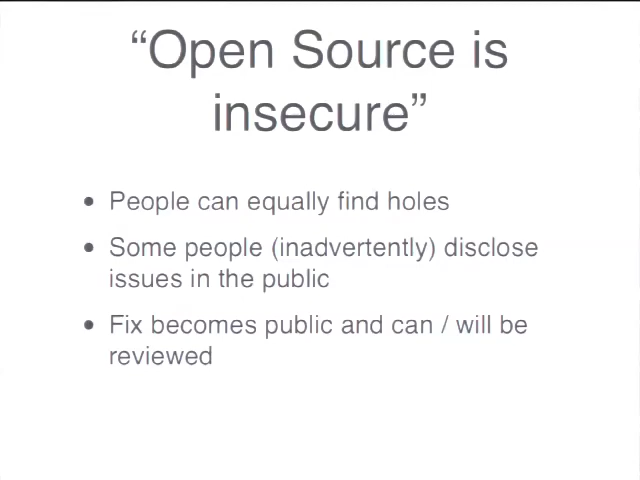 “Open Source is
insecure”
• People can equally find holes
• Some people (inadvertently) disclose
issues in the public
• Fix becomes public and can / will be
reviewed